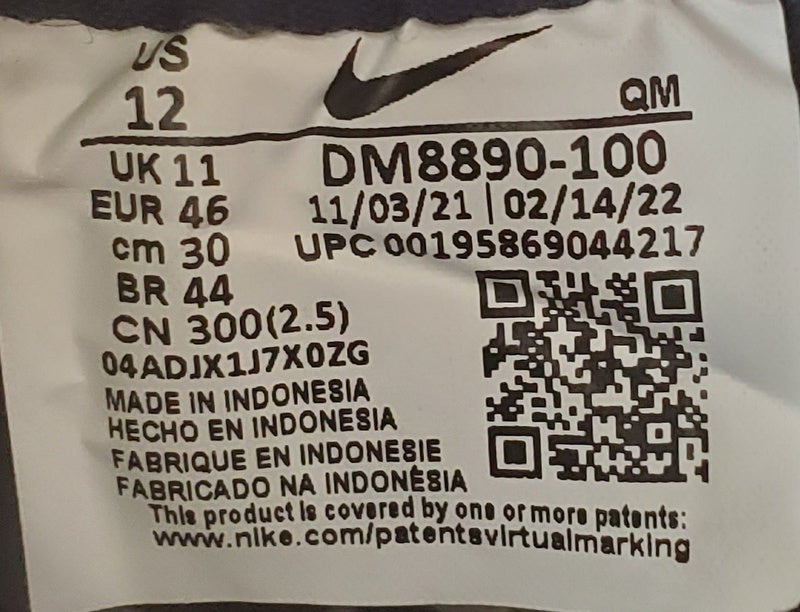 US
12
QM
UK 11
DM8890-100
EUR 46
11/03/21 | 02/14/22
cm 30
UPC 00195869044217
BR 44
CN 300(2.5)
04ADJX1J7X0ZG
MADE IN INDONESIA
HECHO EN INDONESIA
FABRIQUE EN INDONESIE
FABRICADO NA INDONÉSIA
This product is covered by one or more patents:
www.nike.com/patentsvirtualmarking